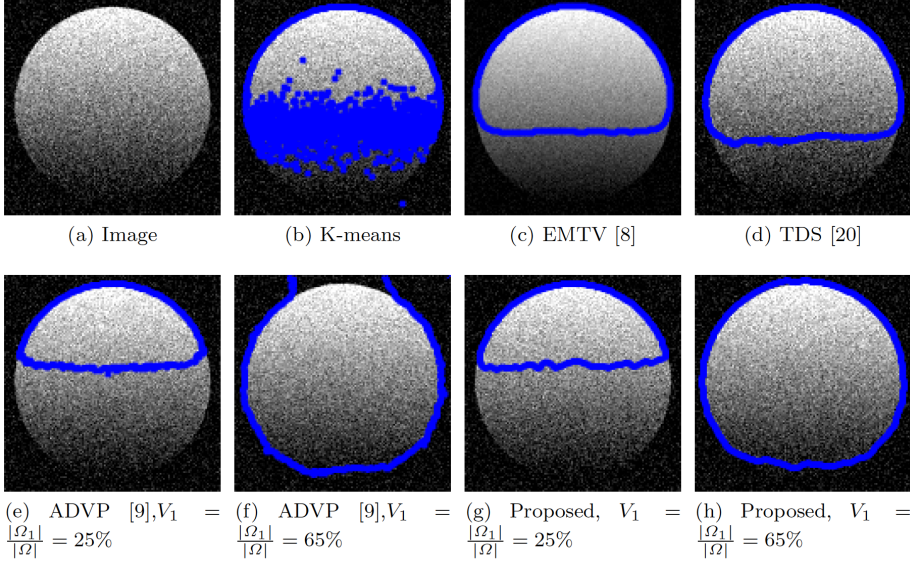 (a) Image
(b) K-means
(c) EMTV [8]
(d) TDS [20]
(e) ADVP [9],V₁ =
|Ω₁|/|Ω| = 25%
(f) ADVP [9],V₁ =
|Ω₁|/|Ω| = 65%
(g) Proposed, V₁ =
|Ω₁|/|Ω| = 25%
(h) Proposed, V₁ =
|Ω₁|/|Ω| = 65%